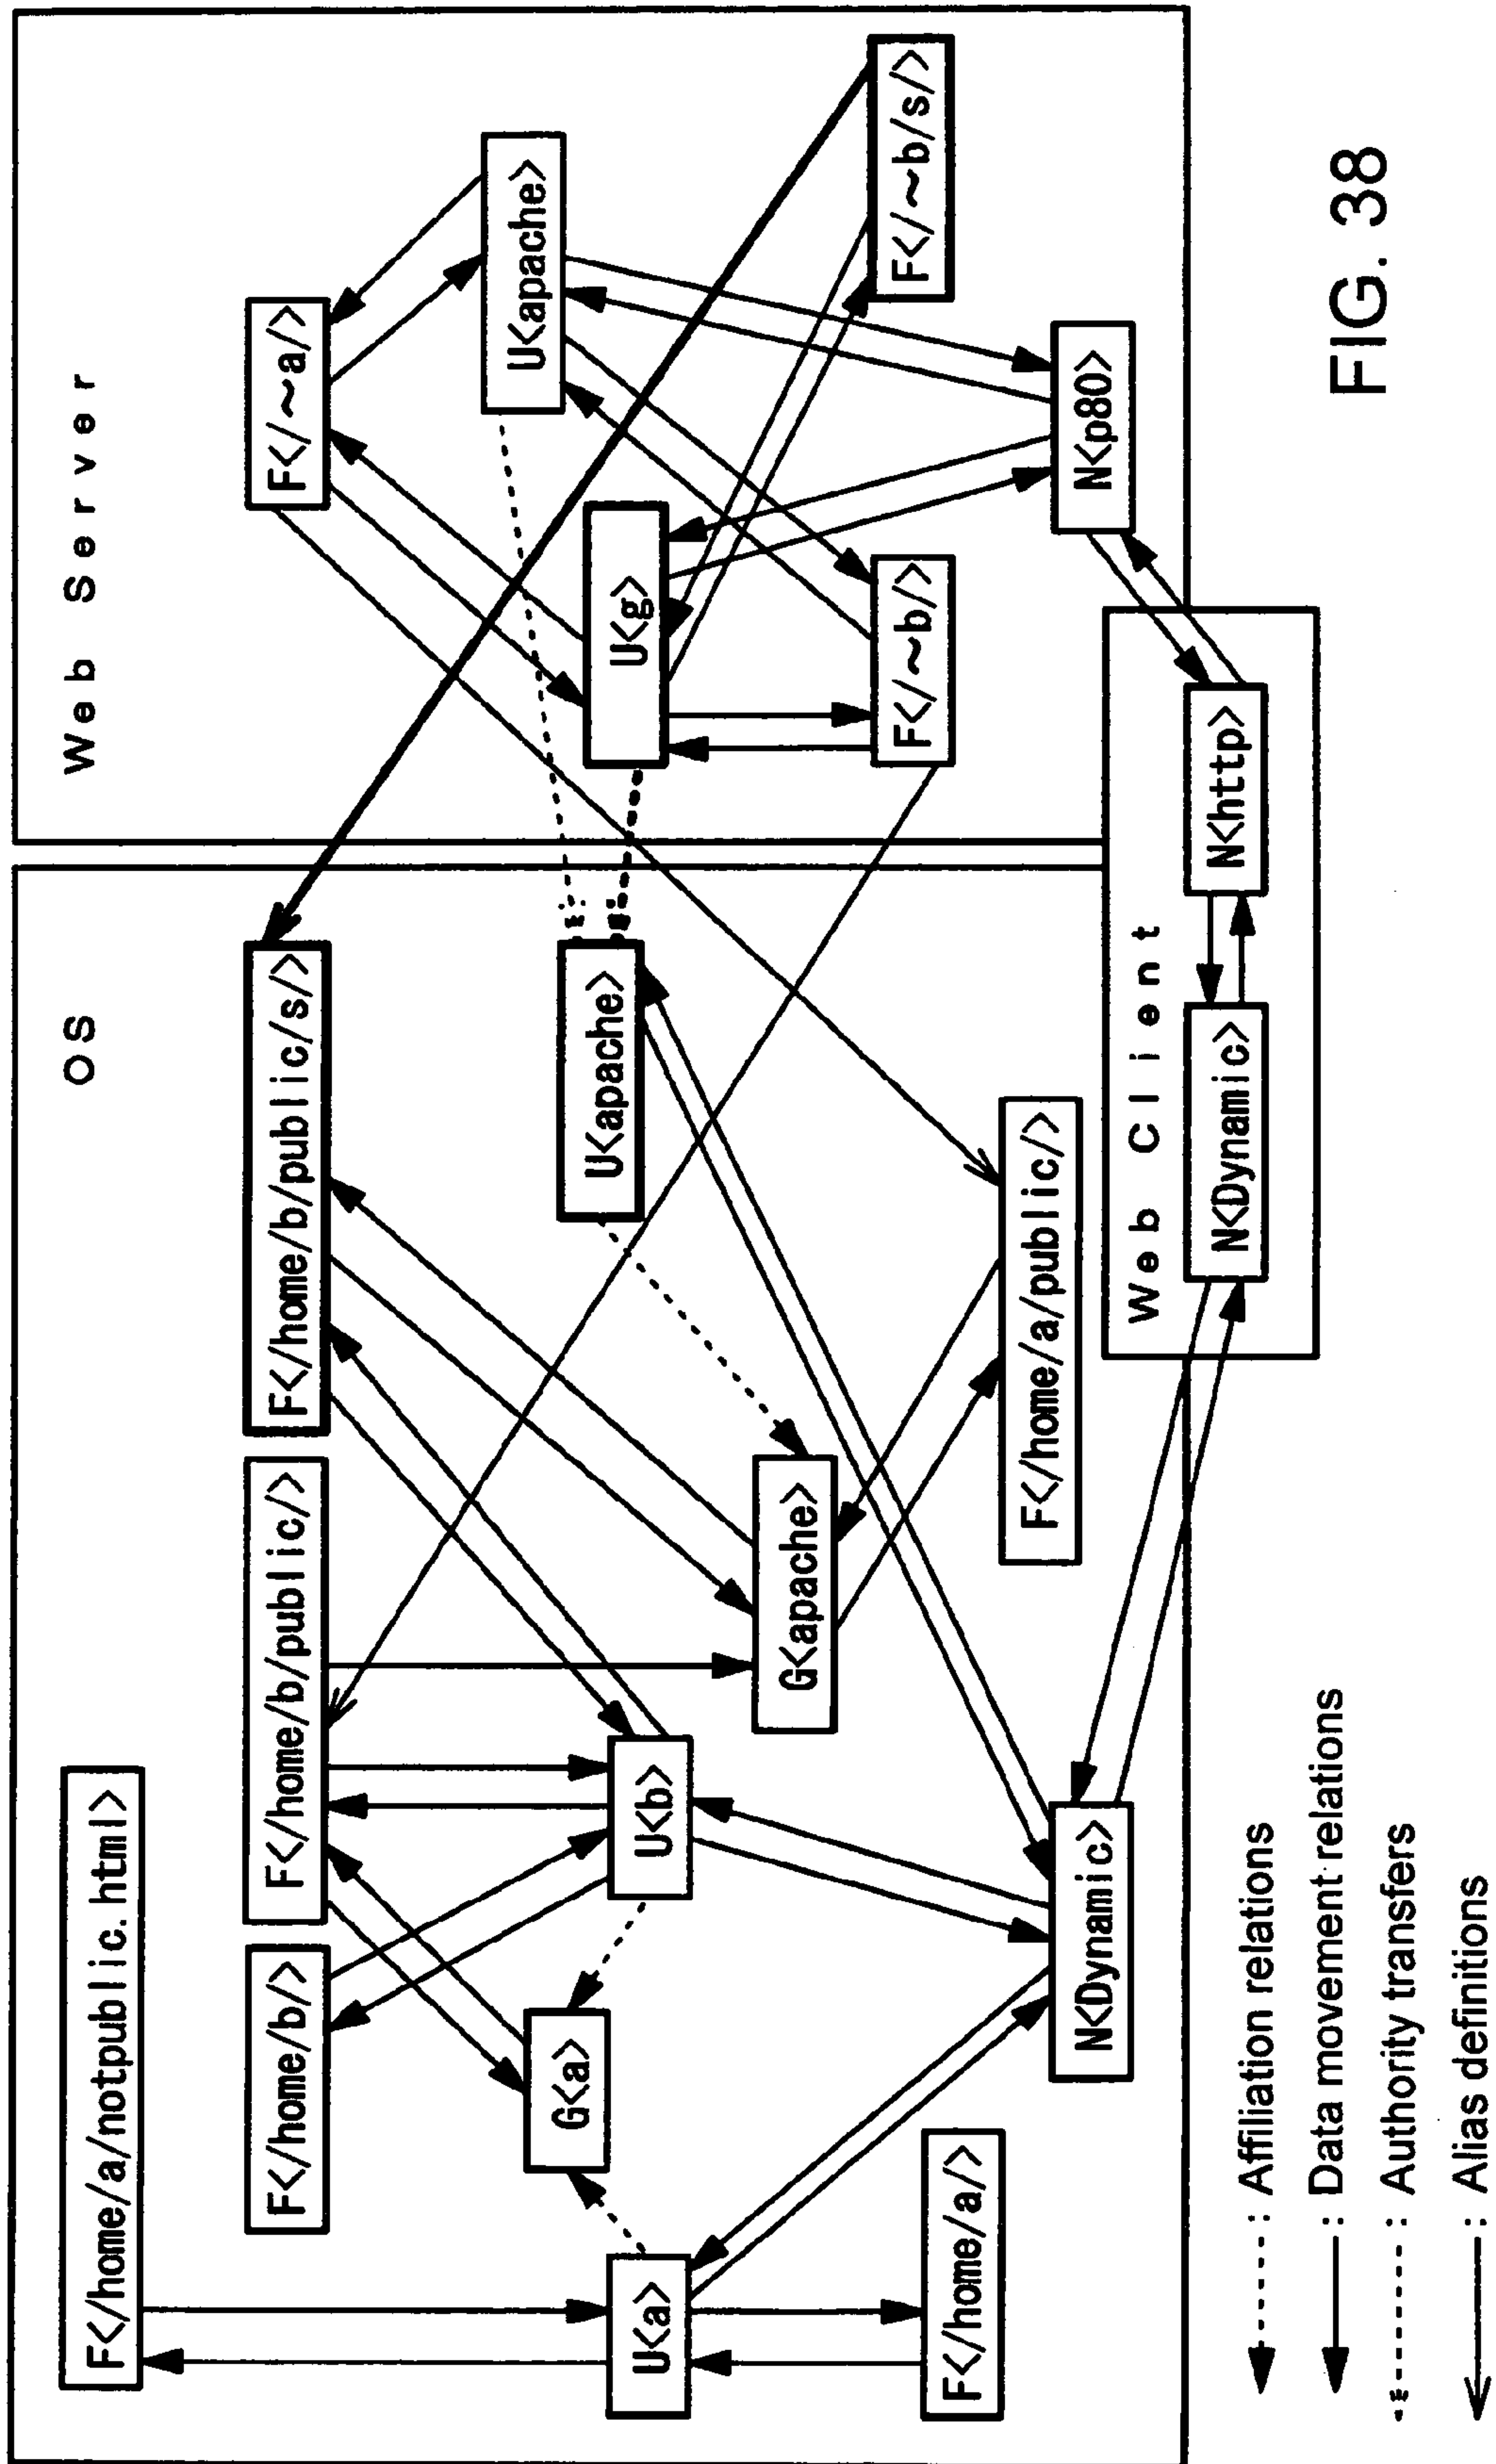 OS
Web Server
F</home/a/notpublic.html>
F</home/b/>
F</home/b/public/>
F</home/b/public/s/>
F</~a/>
U<apache>
G<a>
U<apache>
U<g>
U<a>
U<b>
G<apache>
F</home/a/>
F</~b/>
F</~b/s/>
F</home/a/public/>
N<Dynamic>
N<p80>
Web Client
N<Dynamic>
N<http>
: Affiliation relations
: Data movement relations
: Authority transfers
: Alias definitions
FIG. 38